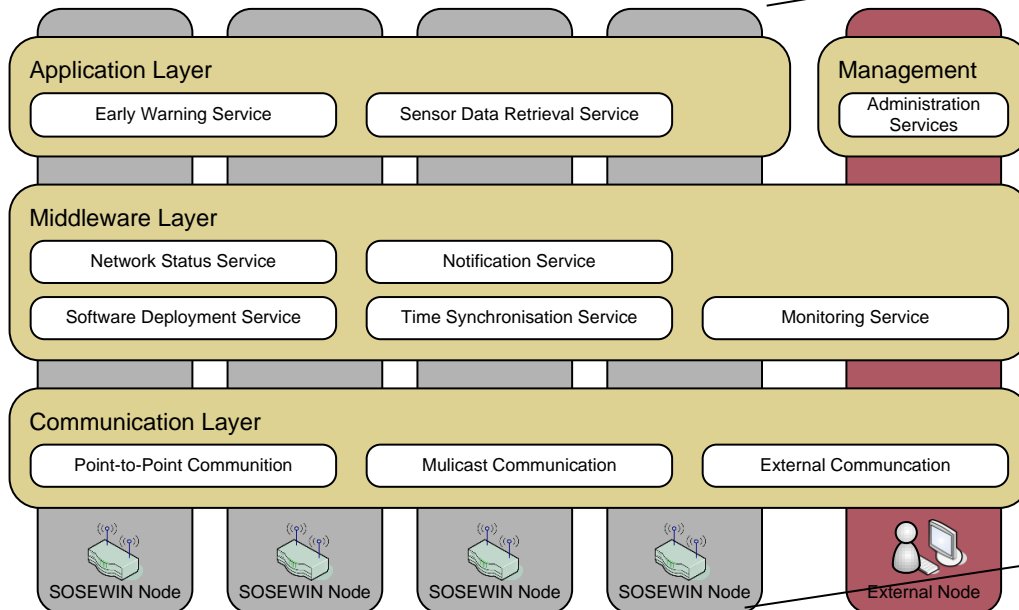 Application Layer
Early Warning Service
Sensor Data Retrieval Service
Management
Administration
Services
Middleware Layer
Network Status Service
Notification Service
Software Deployment Service
Time Synchronisation Service
Monitoring Service
Communication Layer
Point-to-Point Communition
Mulicast Communication
External Communcation
SOSEWIN Node
SOSEWIN Node
SOSEWIN Node
SOSEWIN Node
External Node